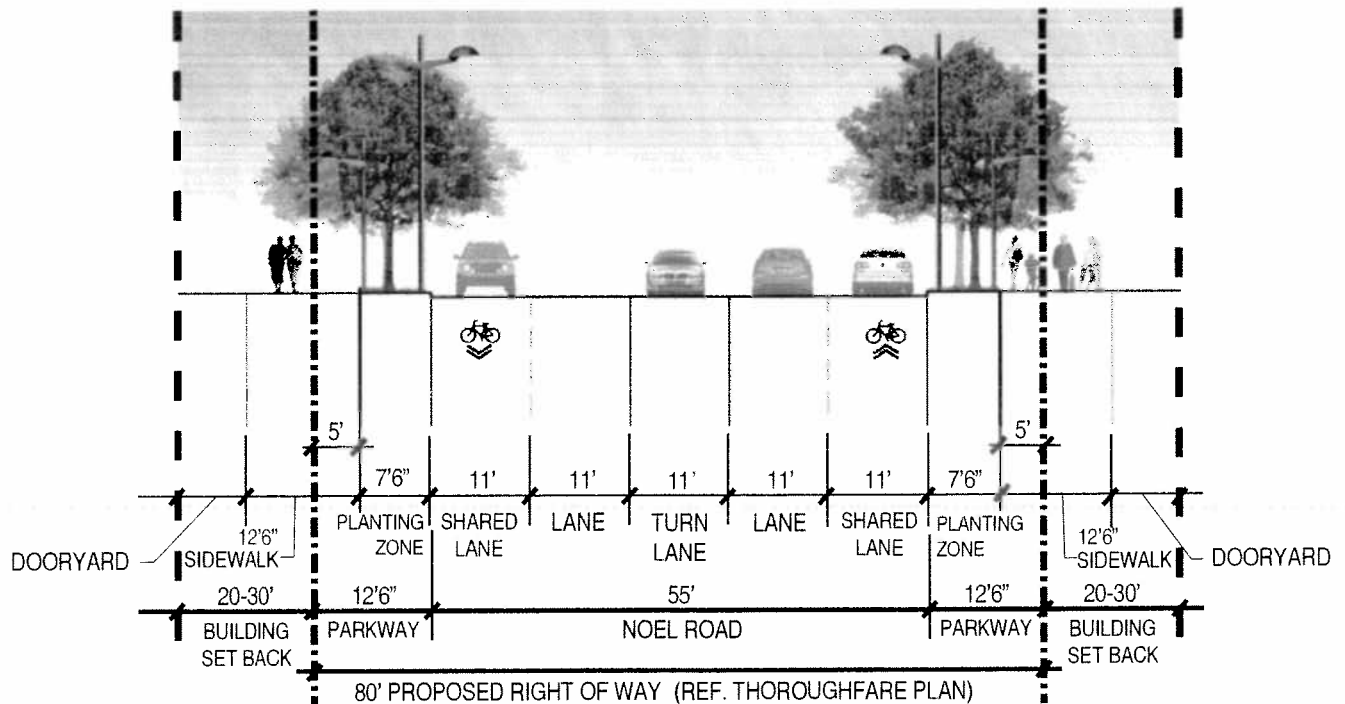 5' 5'
7'6" 11' 11' 11' 11' 11' 7'6"
PLANTING ZONE
SHARED LANE
LANE
TURN LANE
LANE
SHARED LANE
PLANTING ZONE
12'6"
SIDEWALK
12'6"
SIDEWALK
DOORYARD
DOORYARD
20-30' 12'6" 55' 12'6" 20-30'
BUILDING SET BACK
PARKWAY
NOEL ROAD
PARKWAY
BUILDING SET BACK
80' PROPOSED RIGHT OF WAY (REF. THOROUGHFARE PLAN)